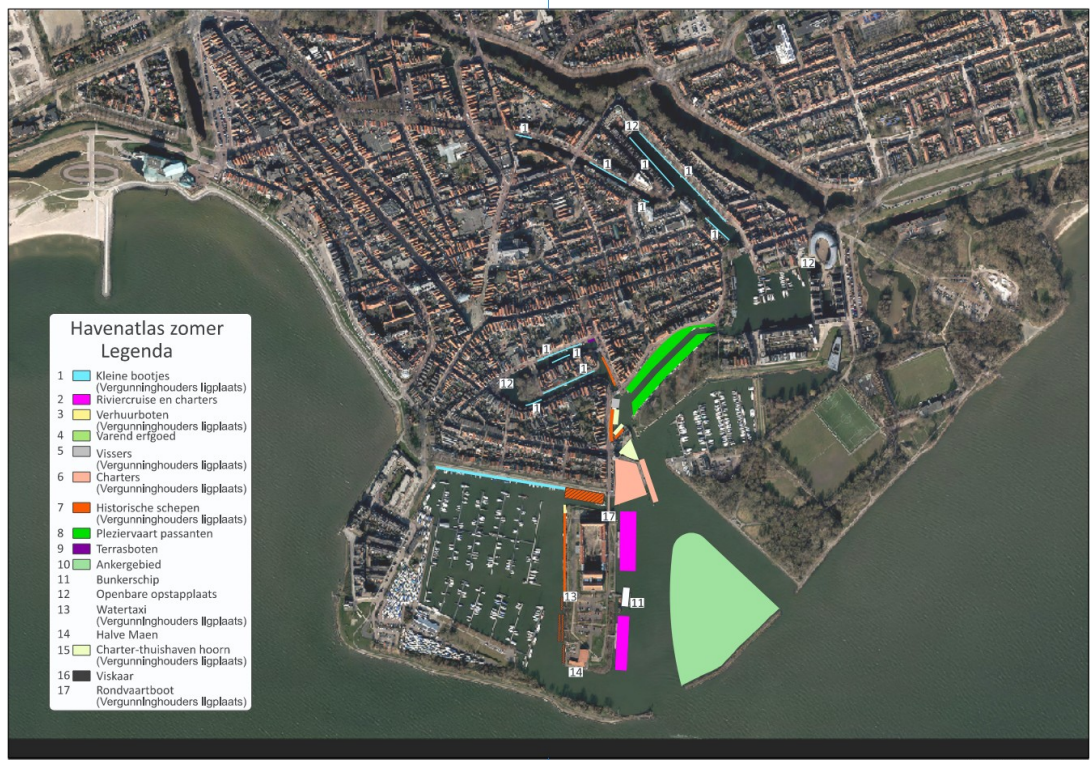 1
12
1
1
1
1
1
12
Havenatlas zomer
Legenda
1 Kleine bootjes
(Vergunninghouders ligplaats)
2 Riviercruise en charters
3 Verhuurboten
(Vergunninghouders ligplaats)
4 Varend erfgoed
5 Vissers
(Vergunninghouders ligplaats)
6 Charters
(Vergunninghouders ligplaats)
7 Historische schepen
(Vergunninghouders ligplaats)
8 Pleziervaart passanten
9 Terrasboten
10 Ankergebied
11 Bunkerschip
12 Openbare opstapplaats
13 Watertaxi
(Vergunninghouders ligplaats)
14 Halve Maen
15 Charter-thuishaven hoorn
(Vergunninghouders ligplaats)
16 Viskaar
17 Rondvaartboot
(Vergunninghouders ligplaats)
1
1
1
12
1
17
13
11
14